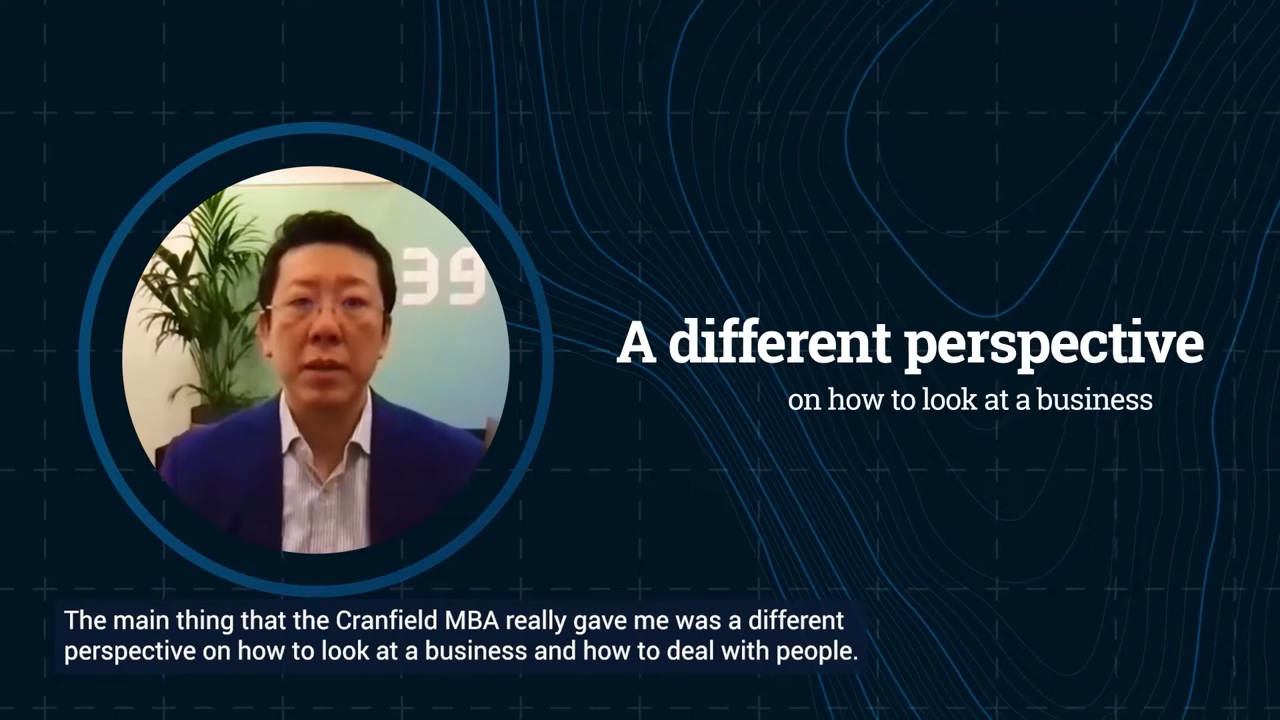 39
A different perspective
on how to look at a business
The main thing that the Cranfield MBA really gave me was a different
perspective on how to look at a business and how to deal with people.